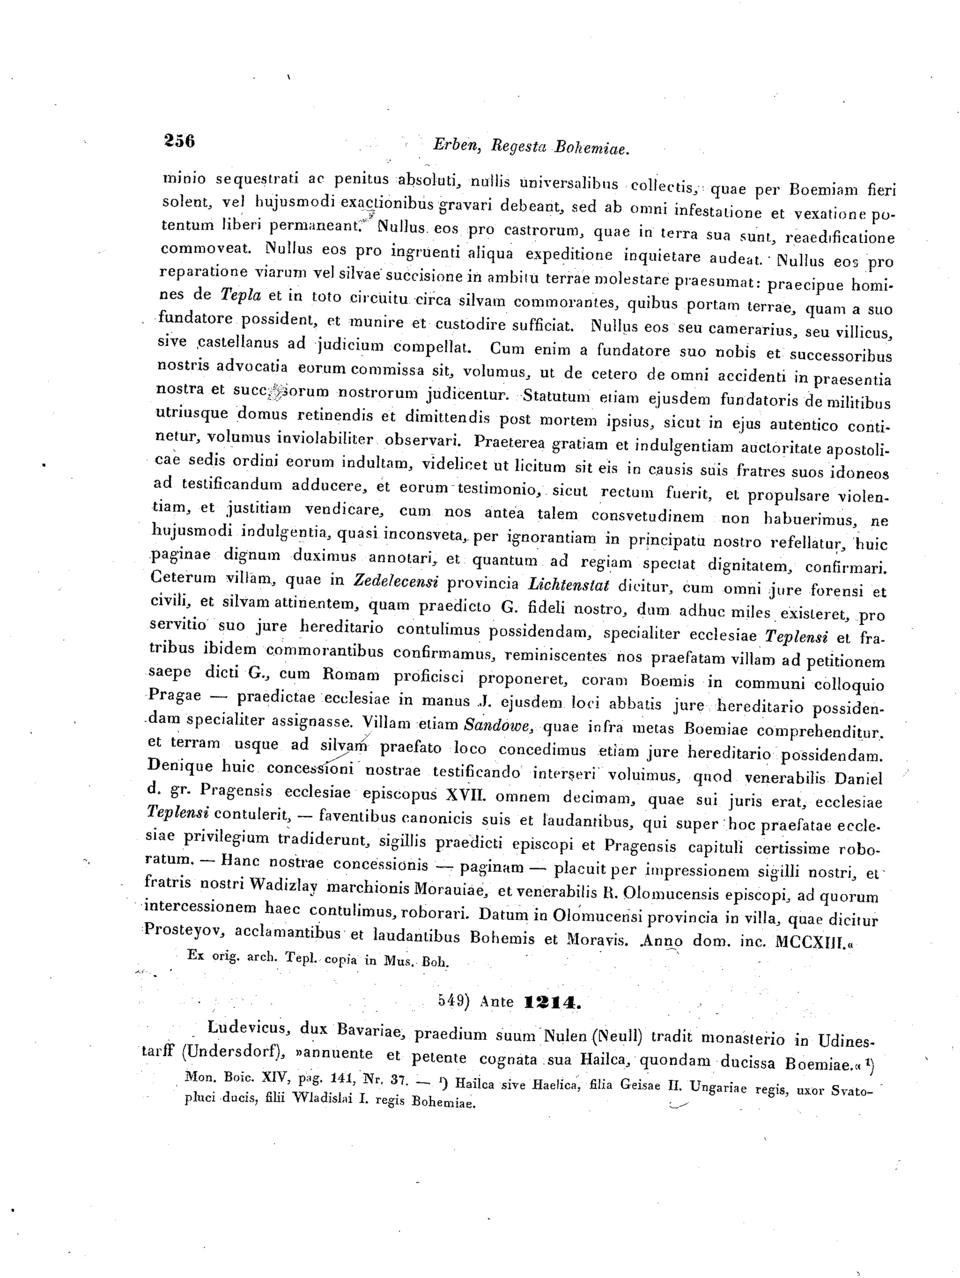 256 Erben, Regesta Bohemiae.
minio sequestrati ac penitus absoluti, nullis universalibus collectis, quae per Boemiam fieri
solent, vel hujusmodi exactionibus gravari debeant, sed ab omni infestatione et vexatione po-
tentum liberi permaneant. Nullus eos pro castrorum, quae in terra sua sunt, reaedificatione
commoveat. Nullus eos pro ingruenti aliqua expeditione inquietare audeat. Nullus eos pro
reparatione viarum vel silvae succisione in ambitu terrae molestare praesumat: praecipue homi-
nes de Tepla et in toto circuitu circa silvam commorantes, quibus portam terrae, quam a suo
fundatore possident, et munire et custodire sufficiat. Nullus eos seu camerarius, seu villicus,
sive castellanus ad judicium compellat. Cum enim a fundatore suo nobis et successoribus
nostris advocatia eorum commissa sit, volumus, ut de cetero de omni accidenti in praesentia
nostra et nostrorum judicentur. Statutum etiam ejusdem fundatoris de militibus
utriusque domus retinendis et dimittendis post mortem ipsius, sicut in ejus autentico conti-
netur, volumus inviolabiliter observari. Praeterea gratiam et indulgentiam auctoritate apostoli-
cae sedis ordini eorum indultam, videlicet ut licitum sit eis in causis suis fratres suos idoneos
ad testificandum adducere, et eorum testimonio, sicut rectum fuerit, et propulsare violen-
tiam, et justitiam vendicare, cum nos antea talem consvetudinem non habuerimus, ne
hujusmodi indulgentia, quasi inconsveta, per ignorantiam in principatu nostro refellatur, huic
paginae dignum duximus annotari, et quantum ad regiam spectat dignitatem, confirmari.
Ceterum villam, quae in Zedelecensi provincia Lichtenstat dicitur, cum omni jure forensi et
civili, et silvam attinentem, quam praedicto G. fideli nostro, dum adhuc miles existeret, pro
servitio suo jure hereditario contulimus possidendam, specialiter ecclesiae Teplensi et fra-
tribus ibidem commorantibus confirmamus, reminiscentes nos praefatam villam ad petitionem
saepe dicti G., cum Romam proficisci proponeret, coram Boemis in communi colloquio
Pragae — praedictae ecclesiae in manus J. ejusdem loci abbatis jure hereditario possiden-
dam specialiter assignasse. Villam etiam Sandowe, quae infra metas Boemiae comprehenditur,
et terram usque ad silvam praefato loco concedimus etiam jure hereditario possidendam.
Denique huic concessioni nostrae testificando interseri voluimus, quod venerabilis Daniel
d. gr. Pragensis ecclesiae episcopus XVII. omnem decimam, quae sui juris erat, ecclesiae
Teplensi contulerit, — faventibus canonicis suis et laudantibus, qui super hoc praefatae eccle-
siae privilegium tradiderunt, sigillis praedicti episcopi et Pragensis capituli certissime robo-
ratum. — Hanc nostrae concessionis — paginam — placuit per impressionem sigilli nostri, et
fratris nostri Wadizlay marchionis Morauiae, et venerabilis R. Olomucensis episcopi, ad quorum
intercessionem haec contulimus, roborari. Datum in Olomucensi provincia in villa, quae dicitur
Prosteyov, acclamantibus et laudantibus Bohemis et Moravis. Anno dom. inc. MCCXIII.«
Ex orig. arch. Tepl. copia in Mus. Boh.
549) Ante 1214.
Ludevicus, dux Bavariae, praedium suum Nulen (Neull) tradit monasterio in Udines-
tarff (Undersdorf), »annuente et petente cognata sua Hailca, quondam ducissa Boemiae.« ¹)
Mon. Boic. XIV, pag. 141, Nr. 37. — ¹) Hailca sive Haelica, filia Geisae II. Ungariae regis, uxor Svato-
pluci ducis, filii Wladislai I. regis Bohemiae.